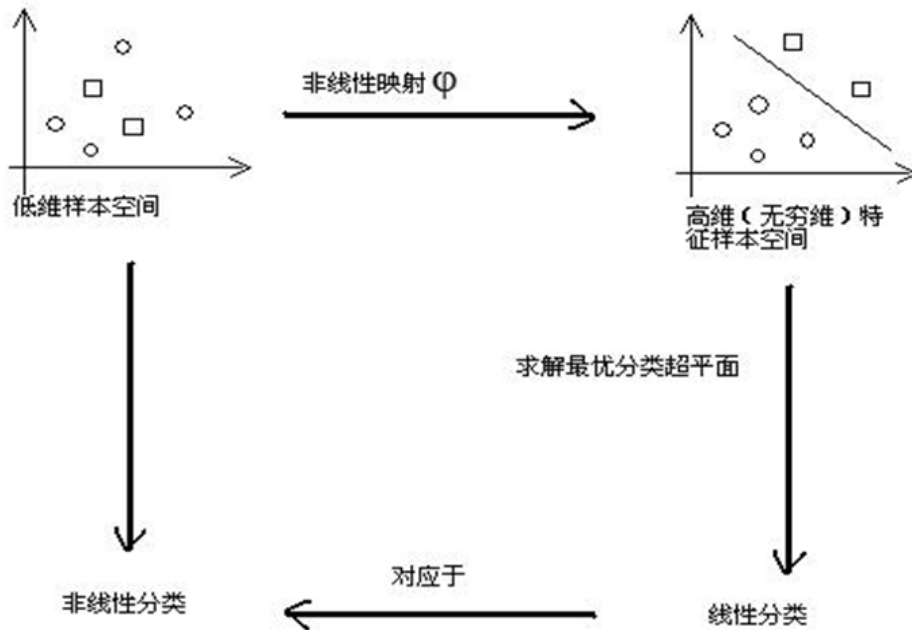 非线性映射 φ
低维样本空间
高维（无穷维）特
征样本空间
求解最优分类超平面
对应于
非线性分类
线性分类